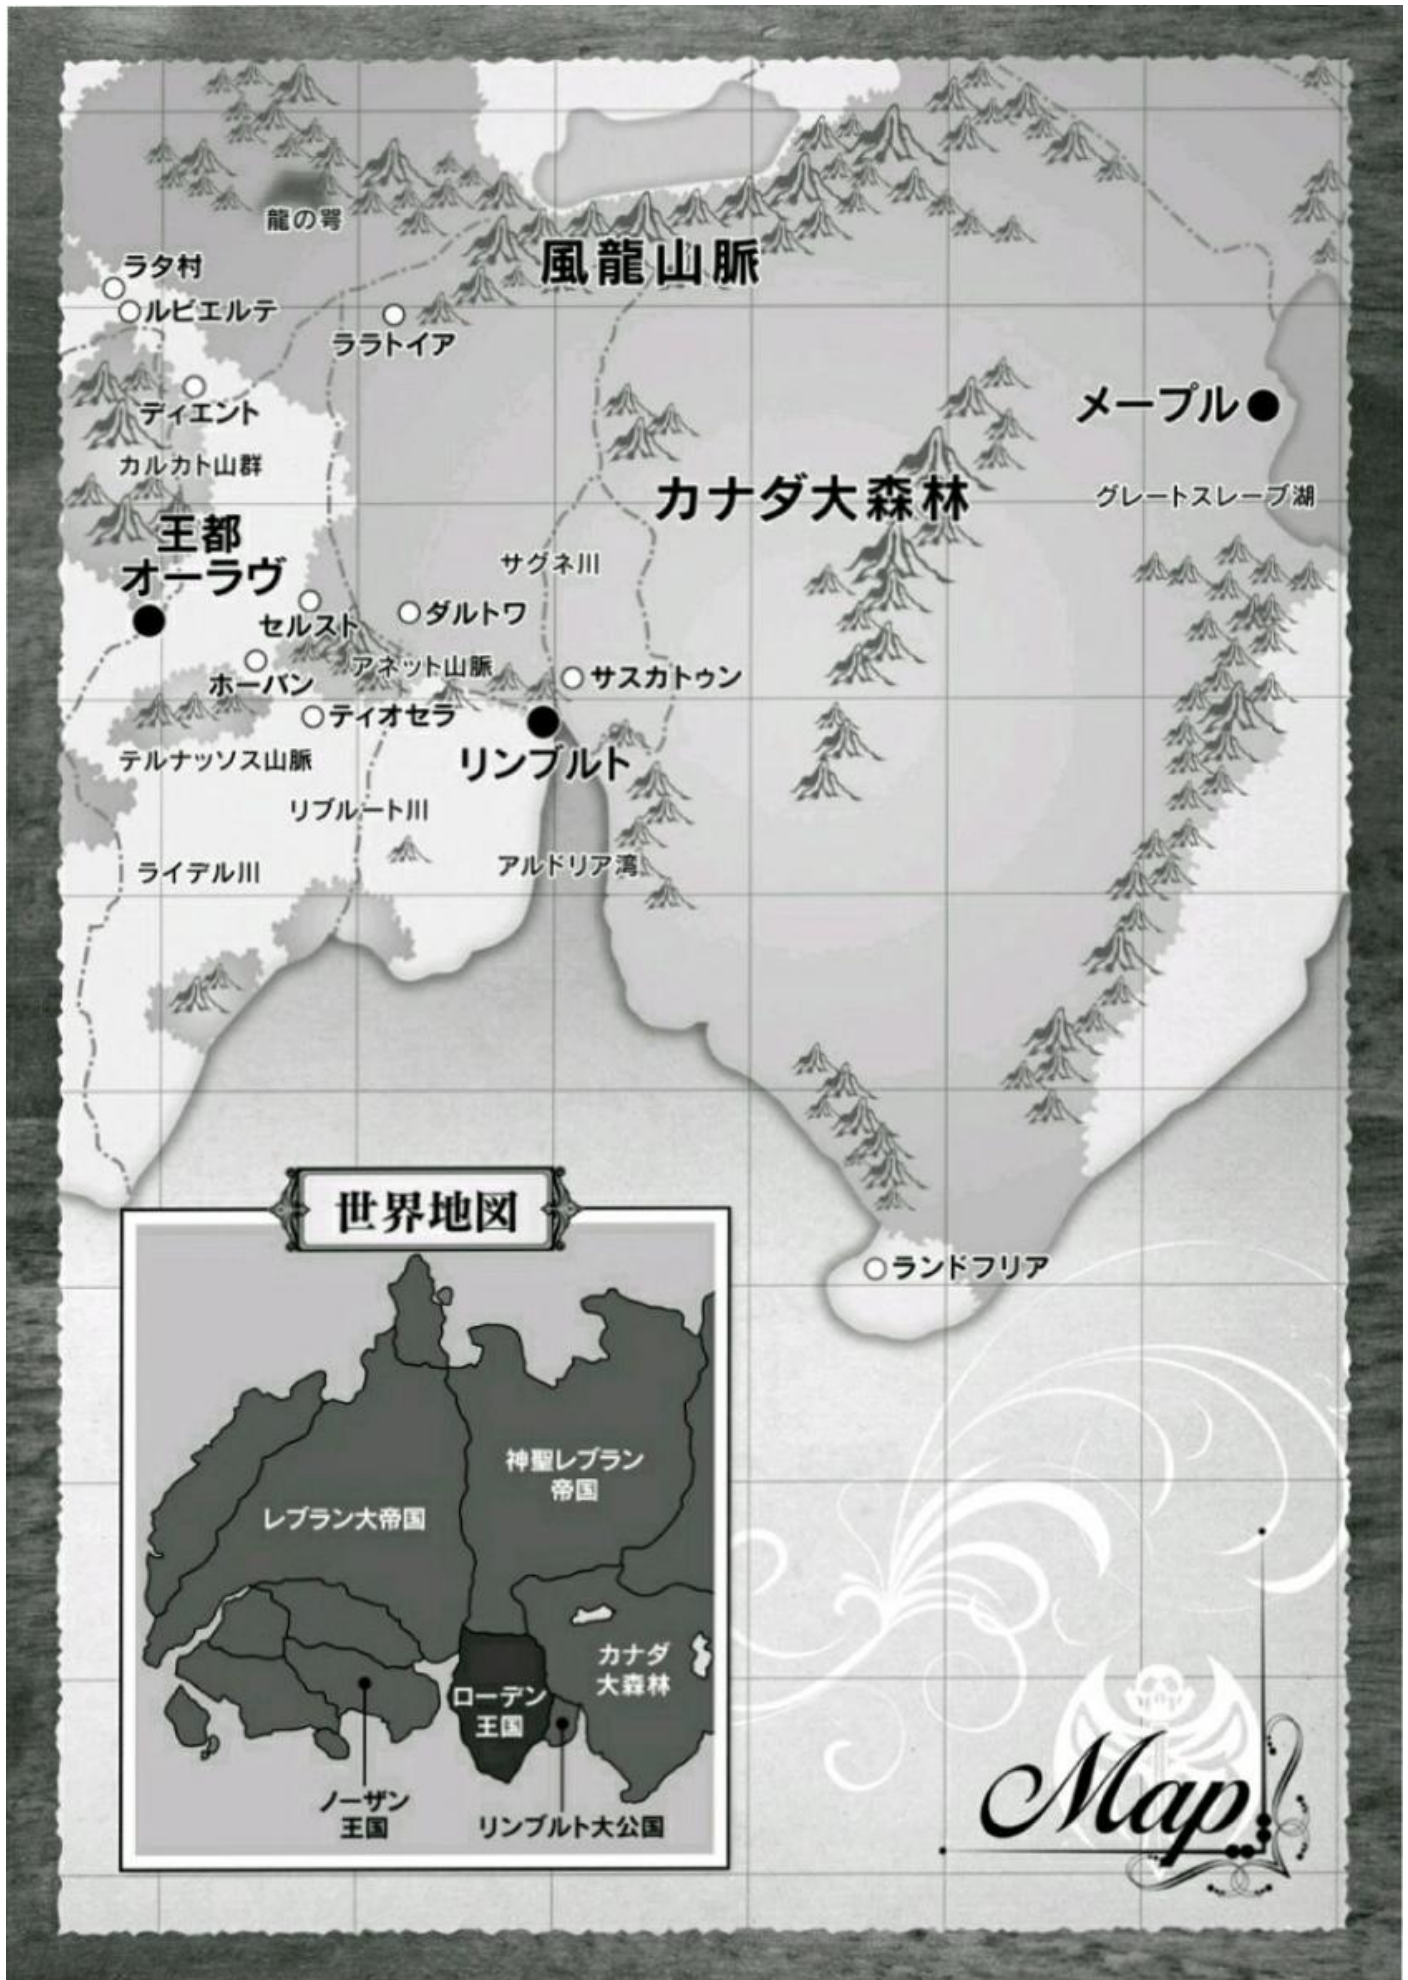 龍の咢
風龍山脈
ラタ村
ルビエルテ
ララトイア
ディエント
メープル
カルカト山群
カナダ大森林
グレートスレーブ湖
王都
オーラヴ
サグネ川
セルスト
ダルトワ
アネット山脈
サスカトゥン
ホーバン
ティオセラ
テルナッソス山脈
リンブルト
リブルート川
アルドリア湾
ライデル川
ランドフリア
世界地図
神聖レブラン
帝国
レブラン大帝国
カナダ
大森林
ローデン
王国
ノーザン
王国
リンブルト大公国
Map